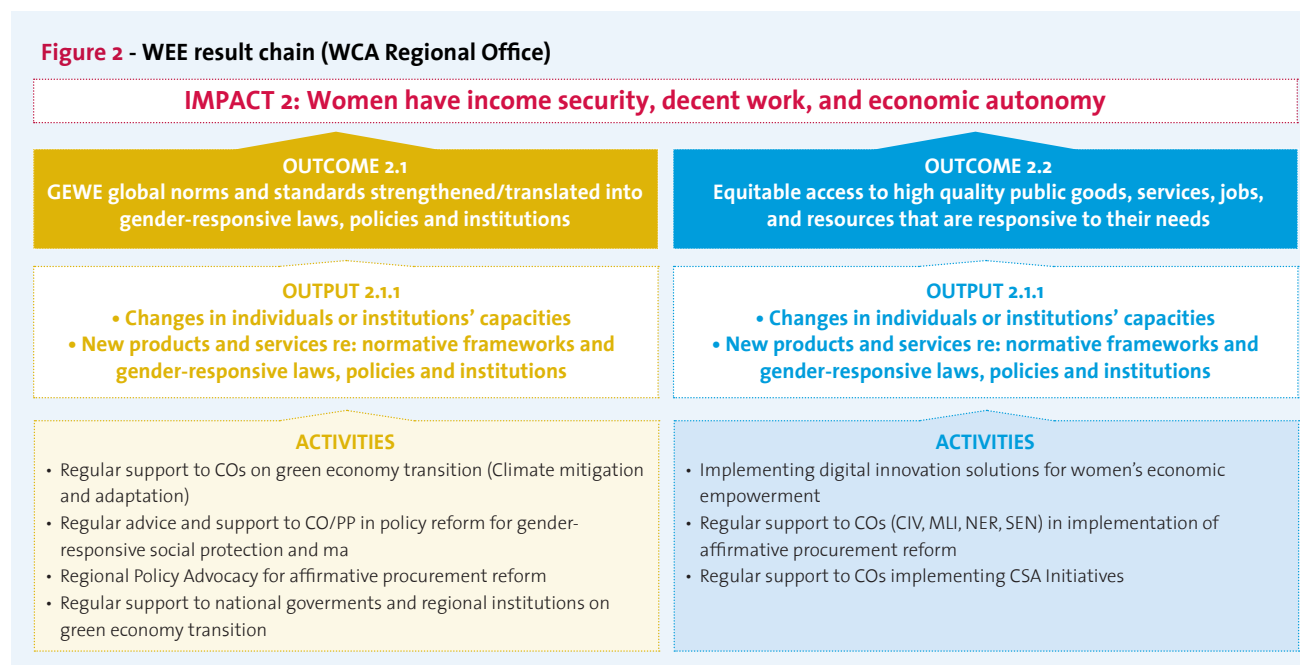 Figure 2 - WEE result chain (WCA Regional Office)
IMPACT 2: Women have income security, decent work, and economic autonomy
OUTCOME 2.1
GEWE global norms and standards strengthened/translated into
gender-responsive laws, policies and institutions
OUTPUT 2.1.1
• Changes in individuals or institutions' capacities
• New products and services re: normative frameworks and
gender-responsive laws, policies and institutions
ACTIVITIES
• Regular support to COs on green economy transition (Climate mitigation
and adaptation)
• Regular advice and support to CO/PP in policy reform for gender-
responsive social protection and ma
• Regional Policy Advocacy for affirmative procurement reform
• Regular support to national goverments and regional institutions on
green economy transition
OUTCOME 2.2
Equitable access to high quality public goods, services, jobs,
and resources that are responsive to their needs
OUTPUT 2.1.1
• Changes in individuals or institutions' capacities
• New products and services re: normative frameworks and
gender-responsive laws, policies and institutions
ACTIVITIES
• Implementing digital innovation solutions for women's economic
empowerment
• Regular support to COs (CIV, MLI, NER, SEN) in implementation of
affirmative procurement reform
• Regular support to COs implementing CSA Initiatives